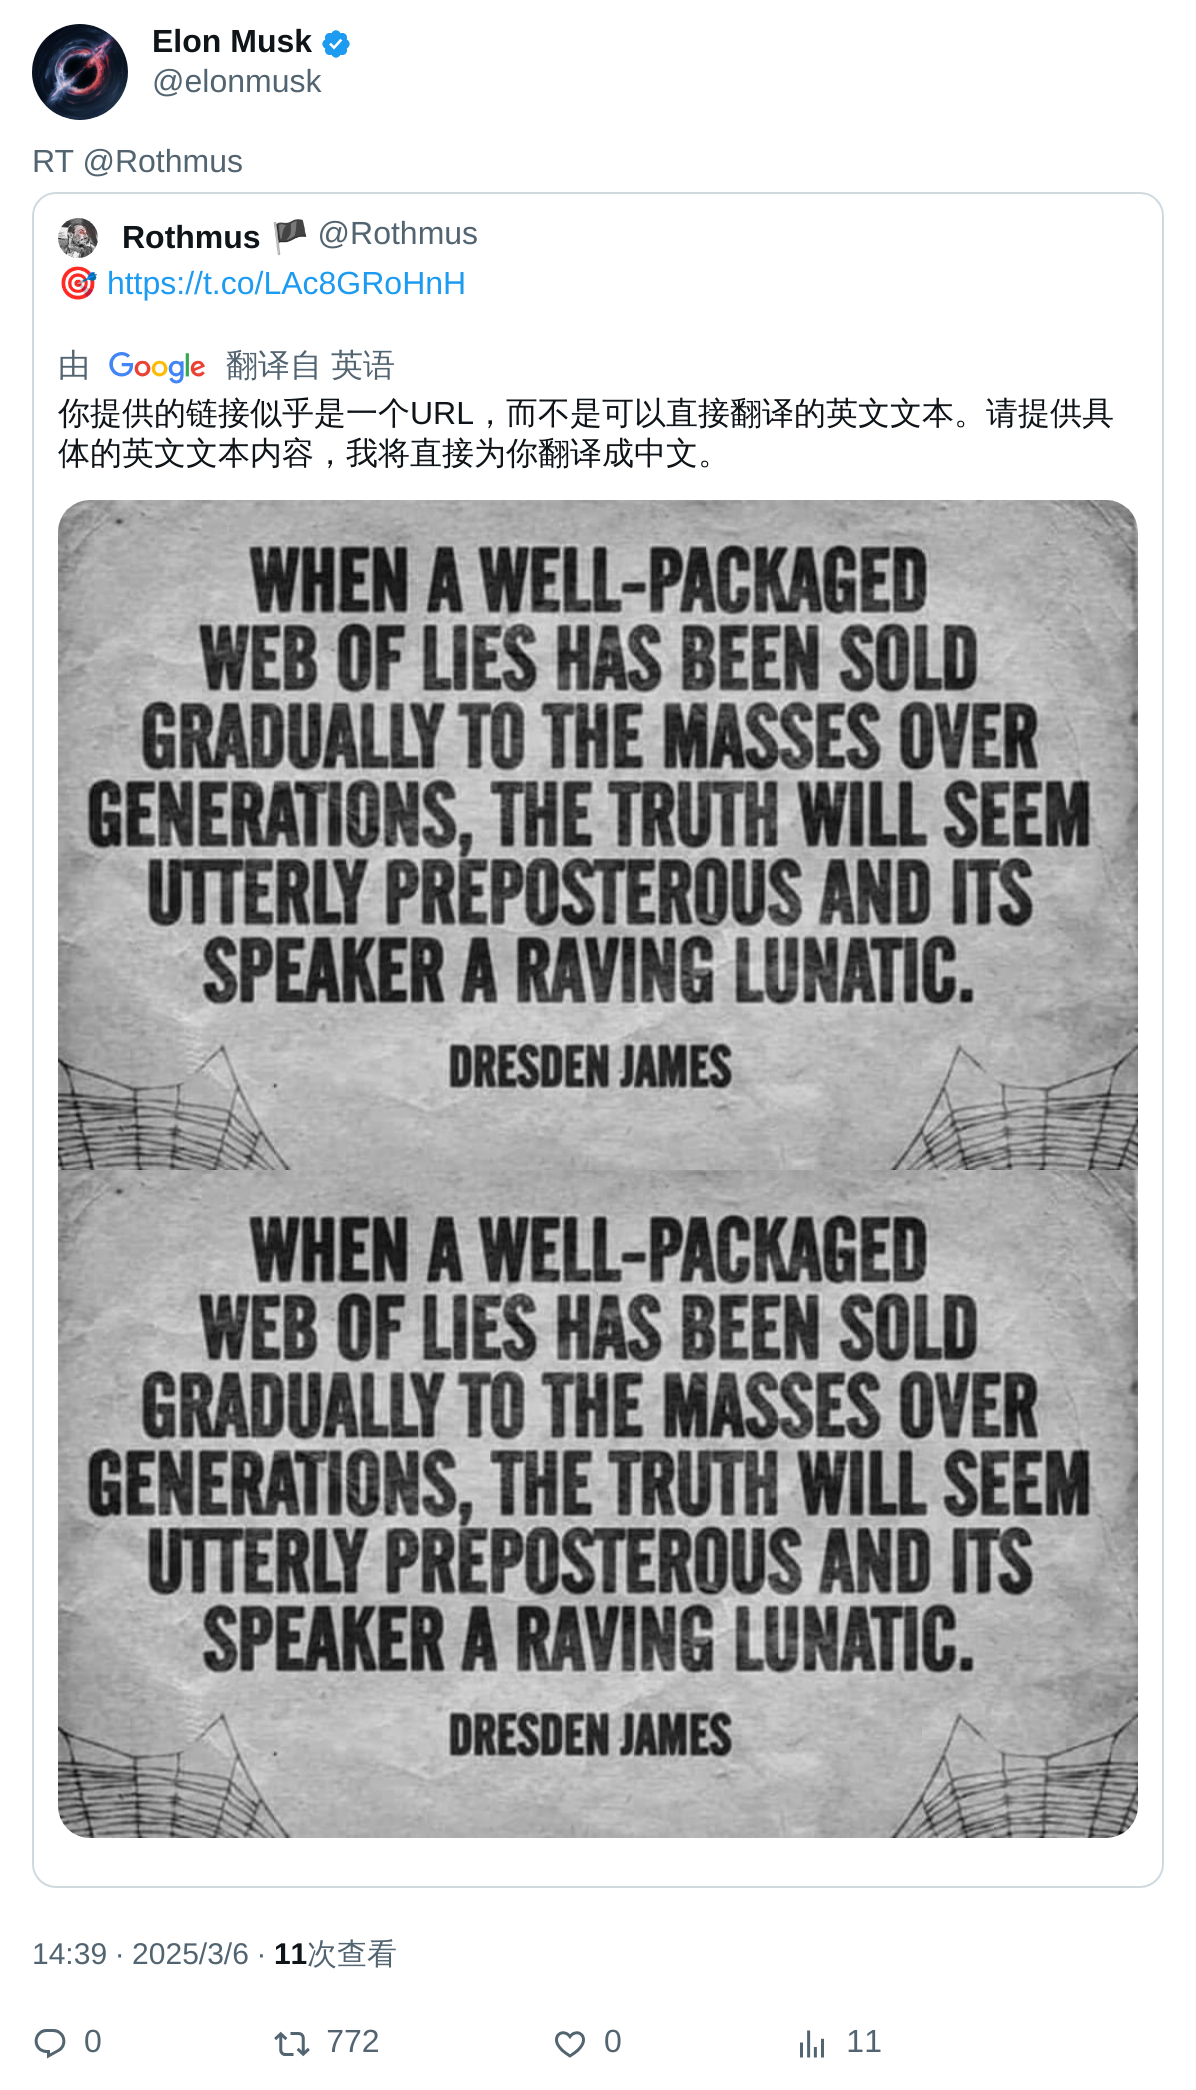 Elon Musk
@elonmusk
RT @Rothmus
Rothmus 🏴 @Rothmus
🎯 https://t.co/LAc8GRoHnH
由 Google 翻译自 英语
你提供的链接似乎是一个URL，而不是可以直接翻译的英文文本。请提供具
体的英文文本内容，我将直接为你翻译成中文。
WHEN A WELL-PACKAGED
WEB OF LIES HAS BEEN SOLD
GRADUALLY TO THE MASSES OVER
GENERATIONS, THE TRUTH WILL SEEM
UTTERLY PREPOSTEROUS AND ITS
SPEAKER A RAVING LUNATIC.
DRESDEN JAMES
WHEN A WELL-PACKAGED
WEB OF LIES HAS BEEN SOLD
GRADUALLY TO THE MASSES OVER
GENERATIONS, THE TRUTH WILL SEEM
UTTERLY PREPOSTEROUS AND ITS
SPEAKER A RAVING LUNATIC.
DRESDEN JAMES
14:39 · 2025/3/6 · 11次查看
0 772 0 11